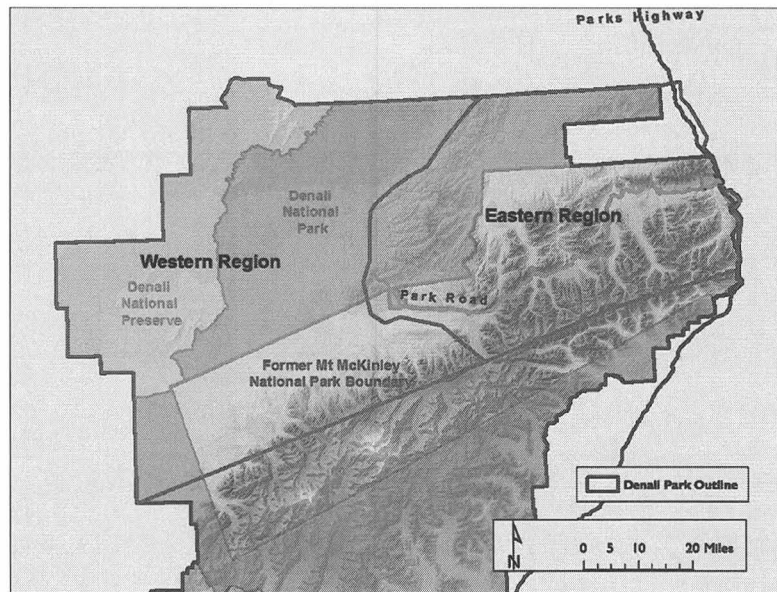 Parks Highway
Denali
National
Park
Eastern Region
Western Region
Denali
National
Preserve
Park Road
Former Mt McKinley
National Park Boundary
Denali Park Outline
N
0 5 10 20 Miles